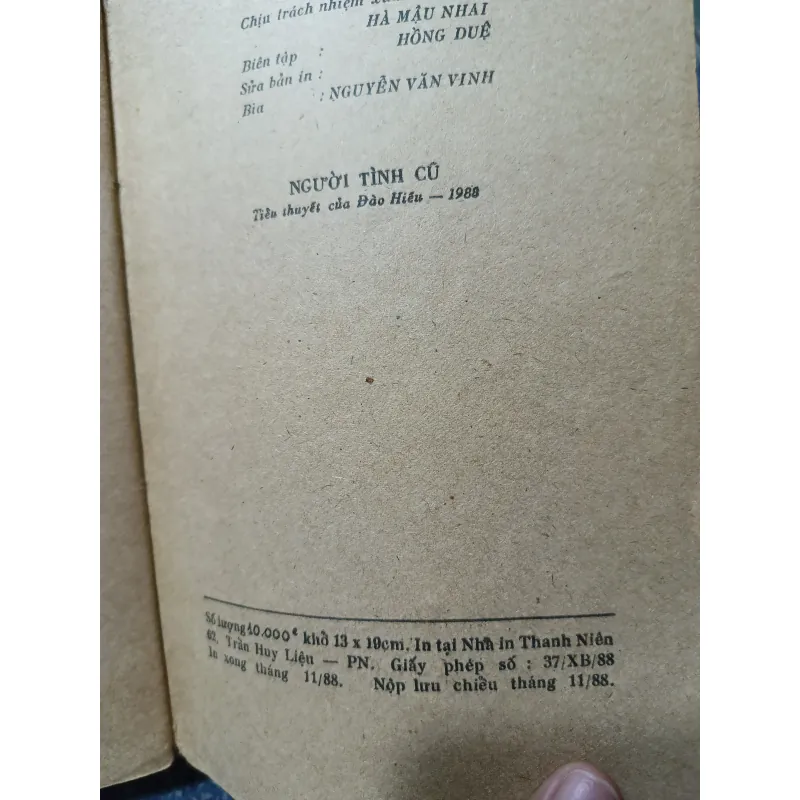 Chịu trách nhiệm
HÀ MẬU NHAI
Biên tập : HỒNG DUỆ
Sửa bản in :
Bìa : NGUYỄN VĂN VINH
NGƯỜI TÌNH CŨ
Tiểu thuyết của Đào Hiếu — 1988
Số lượng 10.000ᵉ khổ 13 x 19cm. In tại Nhà in Thanh Niên
62, Trần Huy Liệu — PN. Giấy phép số : 37/XB/88
In xong tháng 11/88. Nộp lưu chiểu tháng 11/88.